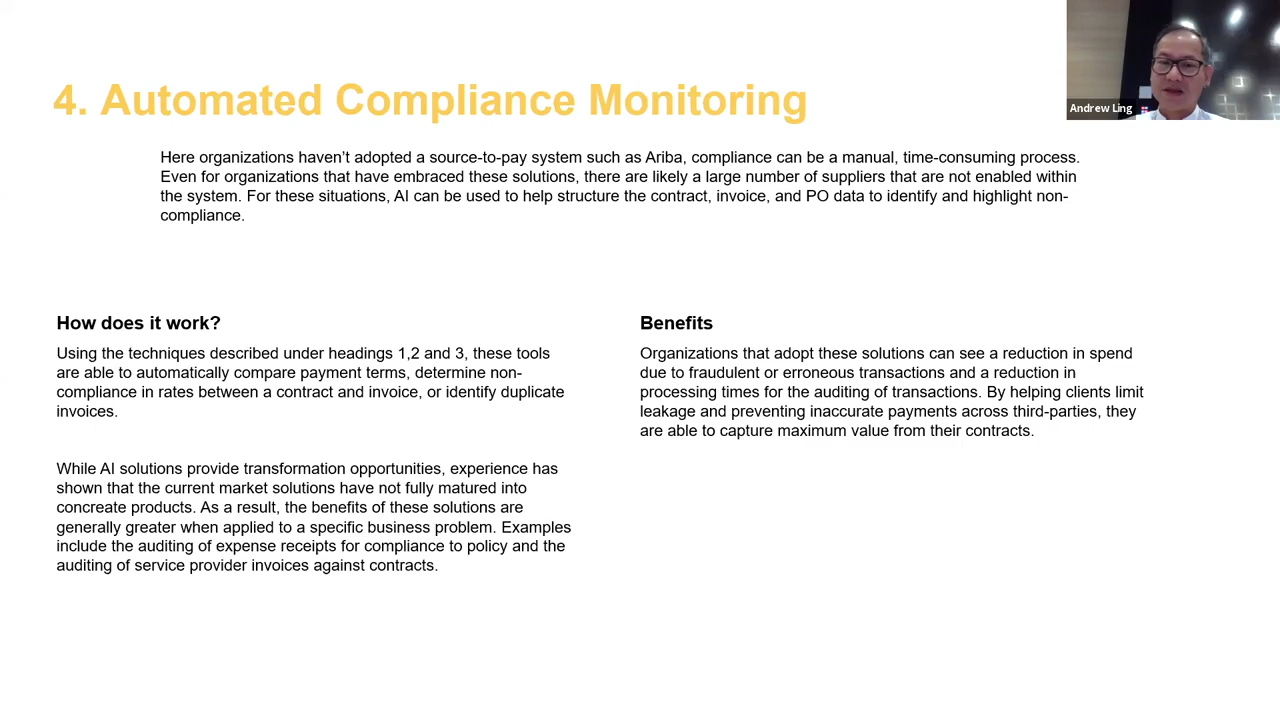 4. Automated Compliance Monitoring
Andrew Ling
Here organizations haven’t adopted a source-to-pay system such as Ariba, compliance can be a manual, time-consuming process.
Even for organizations that have embraced these solutions, there are likely a large number of suppliers that are not enabled within
the system. For these situations, AI can be used to help structure the contract, invoice, and PO data to identify and highlight non-
compliance.
How does it work?
Using the techniques described under headings 1,2 and 3, these tools
are able to automatically compare payment terms, determine non-
compliance in rates between a contract and invoice, or identify duplicate
invoices.
While AI solutions provide transformation opportunities, experience has
shown that the current market solutions have not fully matured into
concreate products. As a result, the benefits of these solutions are
generally greater when applied to a specific business problem. Examples
include the auditing of expense receipts for compliance to policy and the
auditing of service provider invoices against contracts.
Benefits
Organizations that adopt these solutions can see a reduction in spend
due to fraudulent or erroneous transactions and a reduction in
processing times for the auditing of transactions. By helping clients limit
leakage and preventing inaccurate payments across third-parties, they
are able to capture maximum value from their contracts.